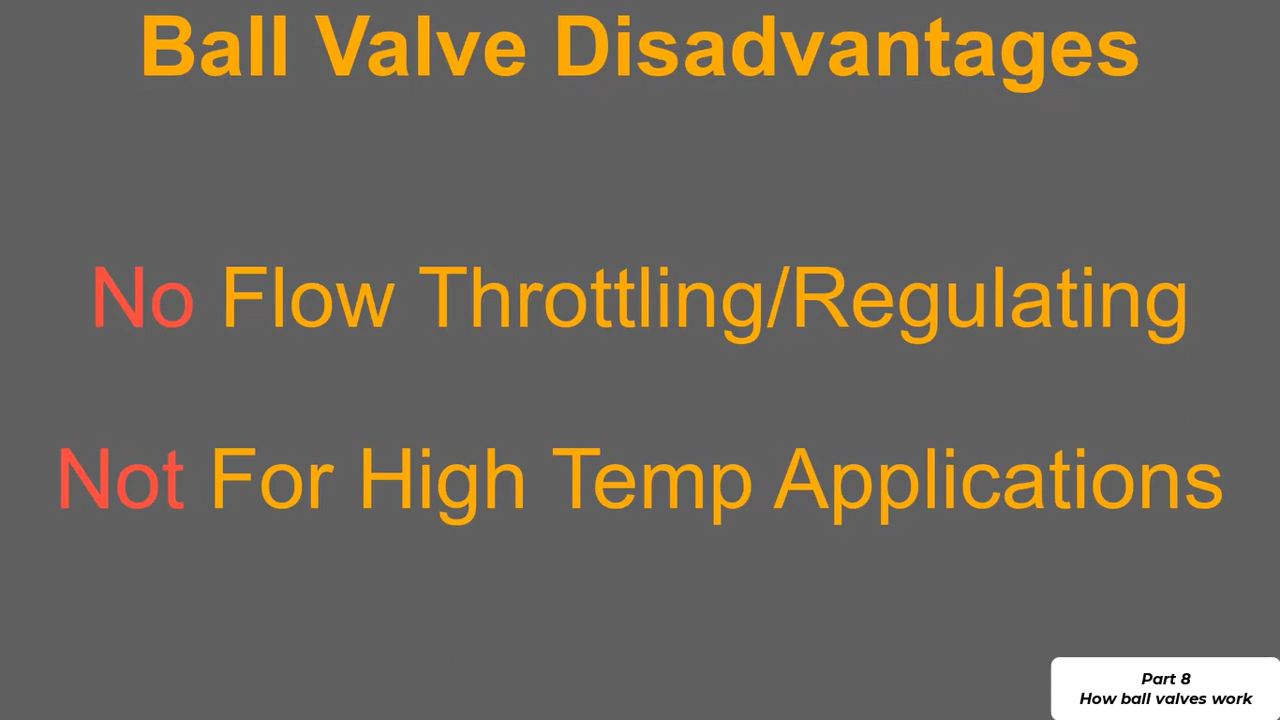 Ball Valve Disadvantages
No Flow Throttling/Regulating
Not For High Temp Applications
Part 8
How ball valves work